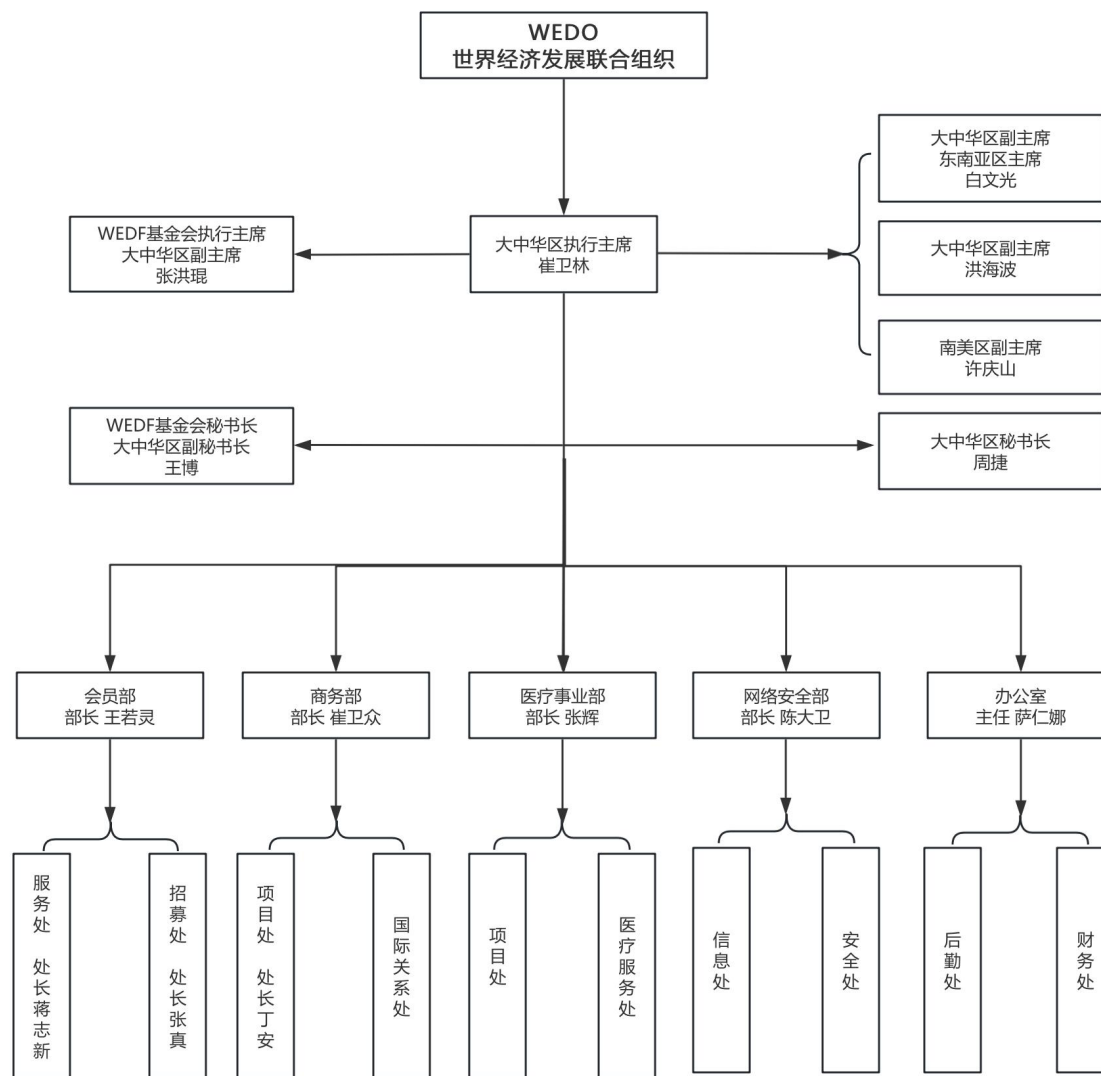 WEDO
世界经济发展联合组织
大中华区副主席
东南亚区主席
白文光
WEDF基金会执行主席
大中华区副主席
张洪琨
大中华区执行主席
崔卫林
大中华区副主席
洪海波
南美区副主席
许庆山
WEDF基金会秘书长
大中华区副秘书长
王博
大中华区秘书长
周捷
会员部
部长 王若灵
商务部
部长 崔卫众
医疗事业部
部长 张辉
网络安全部
部长 陈大卫
办公室
主任 萨仁娜
服务处 处长蒋志新
招募处 处长张真
项目处 处长丁安
国际关系处
项目处
医疗服务处
信息处
安全处
后勤处
财务处